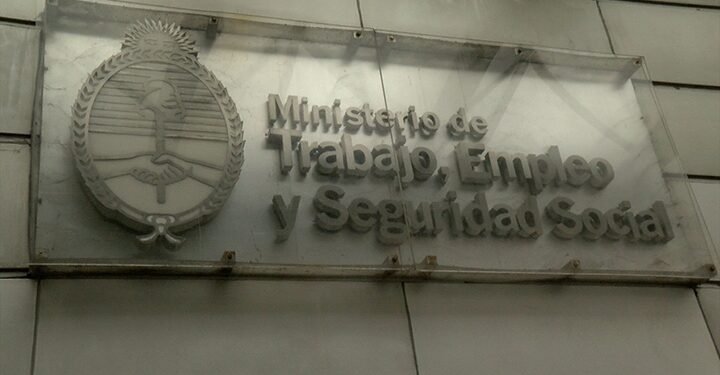 Ministerio de
Trabajo, Empleo
y Seguridad Social